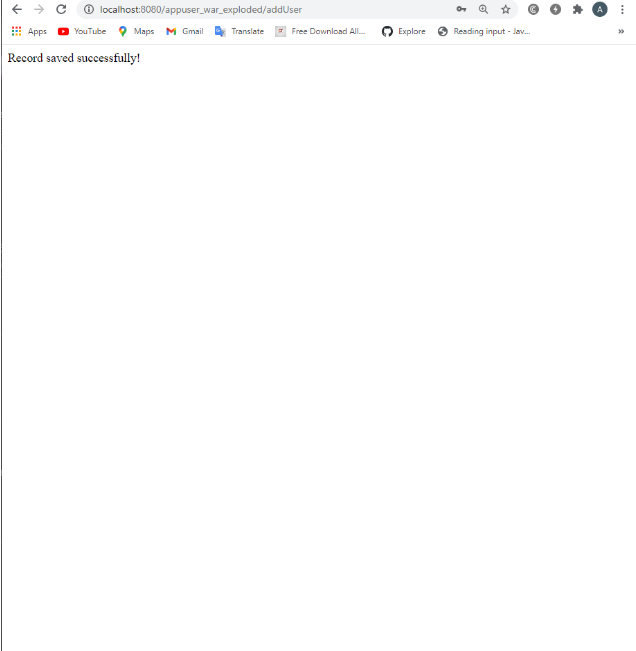 localhost:8080/appuser_war_exploded/addUser
A
Apps YouTube Maps Gmail Translate Free Download All... Explore Reading input - Jav... »
Record saved successfully!